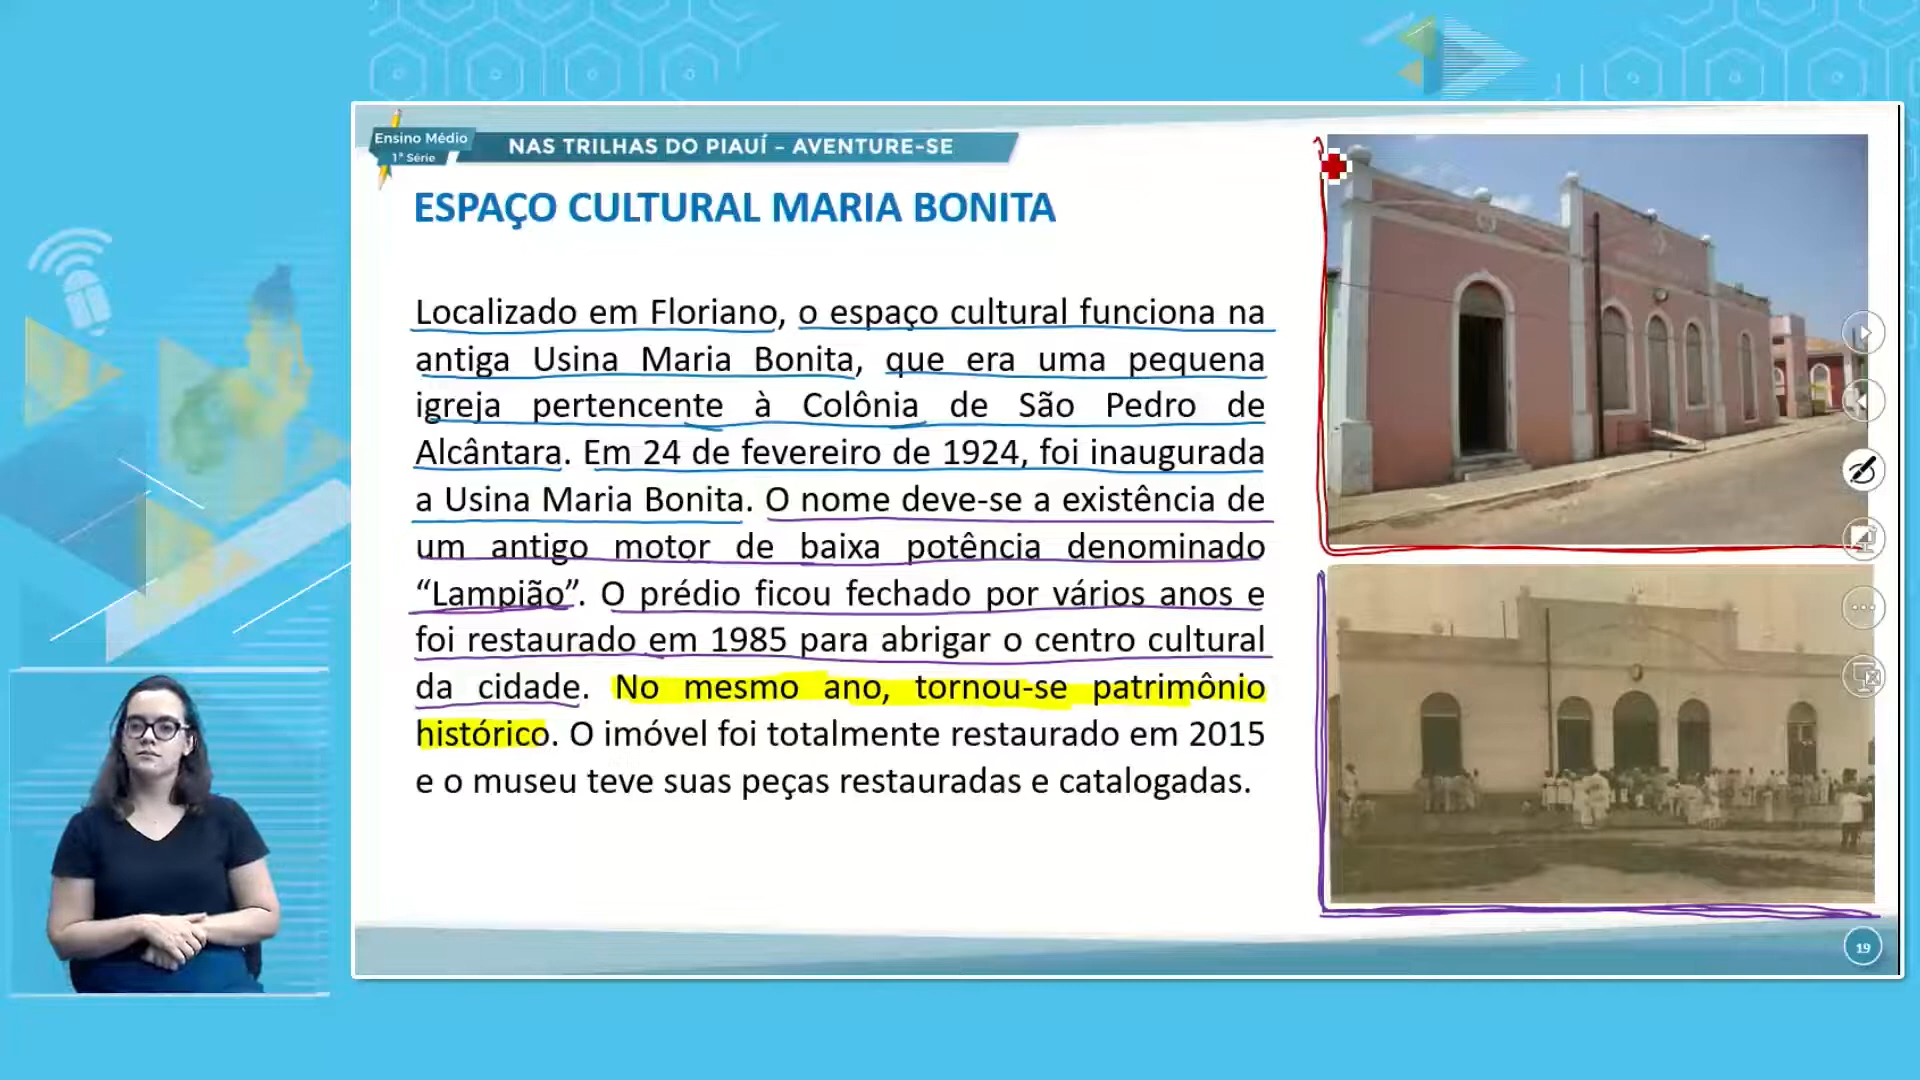 Ensino Médio
1ª Série
NAS TRILHAS DO PIAUÍ – AVENTURE-SE
ESPAÇO CULTURAL MARIA BONITA
Localizado em Floriano, o espaço cultural funciona na
antiga Usina Maria Bonita, que era uma pequena
igreja pertencente à Colônia de São Pedro de
Alcântara. Em 24 de fevereiro de 1924, foi inaugurada
a Usina Maria Bonita. O nome deve-se a existência de
um antigo motor de baixa potência denominado
“Lampião”. O prédio ficou fechado por vários anos e
foi restaurado em 1985 para abrigar o centro cultural
da cidade. No mesmo ano, tornou-se patrimônio
histórico. O imóvel foi totalmente restaurado em 2015
e o museu teve suas peças restauradas e catalogadas.
19